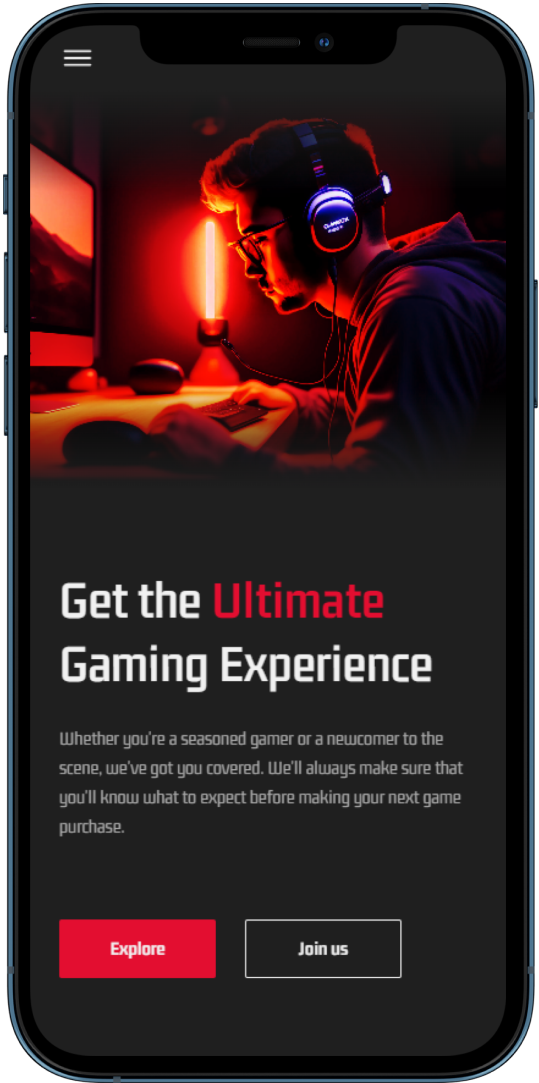 Get the Ultimate
Gaming Experience
Whether you're a seasoned gamer or a newcomer to the
scene, we've got you covered. We'll always make sure that
you'll know what to expect before making your next game
purchase.
Explore
Join us